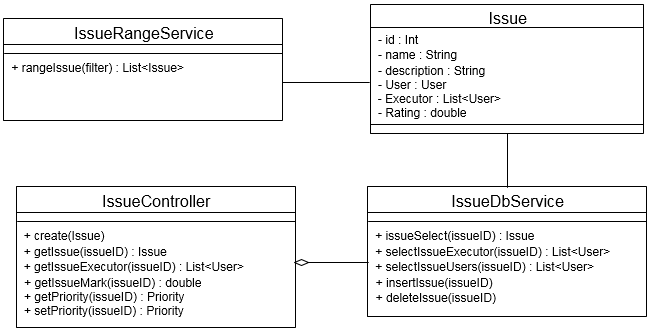 IssueRangeService
+ rangeIssue(filter) : List<Issue>
Issue
- id : Int
- name : String
- description : String
- User : User
- Executor : List<User>
- Rating : double
IssueController
+ create(Issue)
+ getIssue(issueID) : Issue
+ getIssueExecutor(issueID) : List<User>
+ getIssueMark(issueID) : double
+ getPriority(issueID) : Priority
+ setPriority(issueID) : Priority
IssueDbService
+ issueSelect(issueID) : Issue
+ selectIssueExecutor(issueID) : List<User>
+ selectIssueUsers(issueID) : List<User>
+ insertIssue(issueID)
+ deleteIssue(issueID)